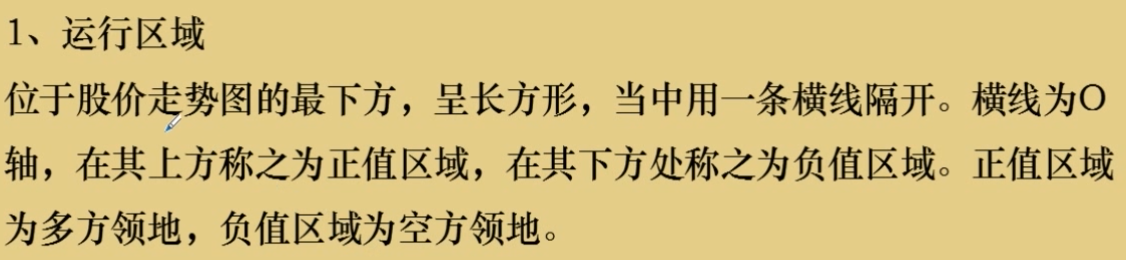 1、运行区域
位于股价走势图的最下方，呈长方形，当中用一条横线隔开。横线为O
轴，在其上方称之为正值区域，在其下方处称之为负值区域。正值区域
为多方领地，负值区域为空方领地。